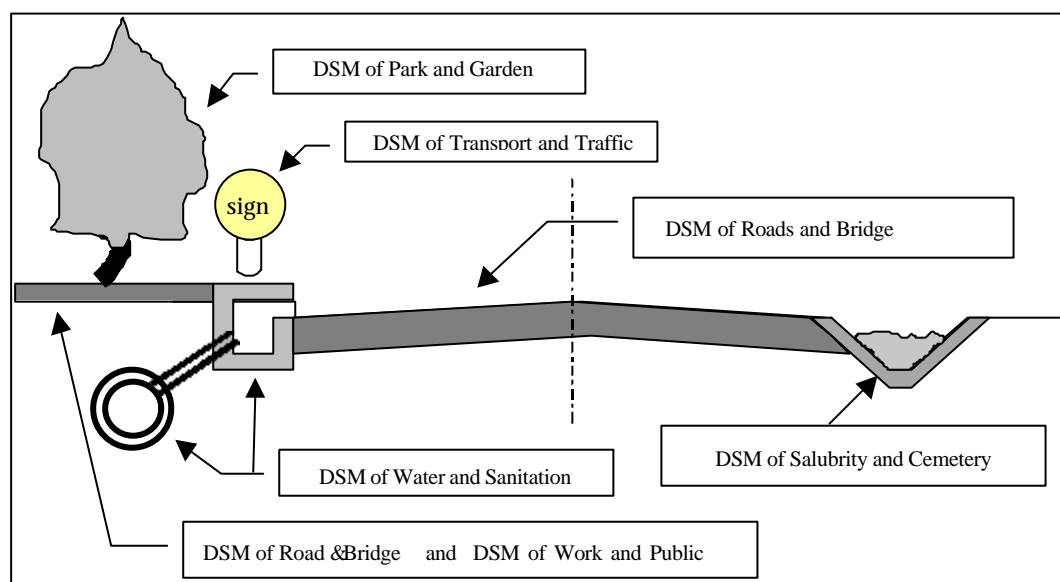 DSM of Park and Garden
DSM of Transport and Traffic
sign
DSM of Roads and Bridge
DSM of Salubrity and Cemetery
DSM of Water and Sanitation
DSM of Road &Bridge and DSM of Work and Public